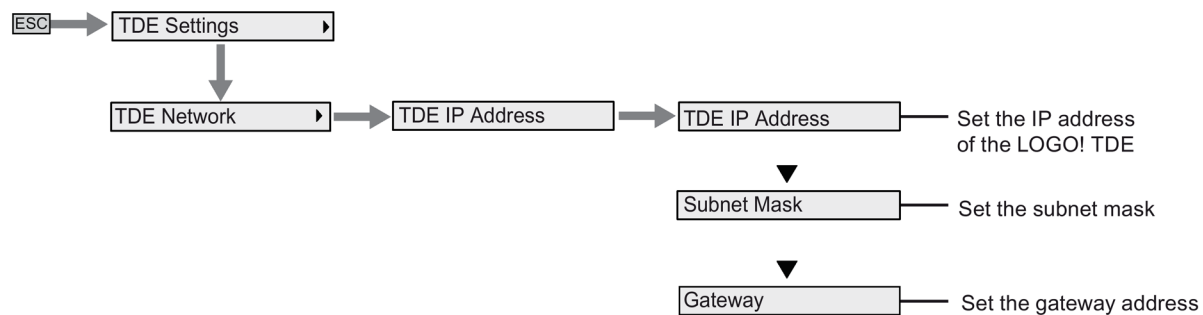 ESC
TDE Settings
TDE Network
TDE IP Address
TDE IP Address
Set the IP address
of the LOGO! TDE
Subnet Mask
Set the subnet mask
Gateway
Set the gateway address